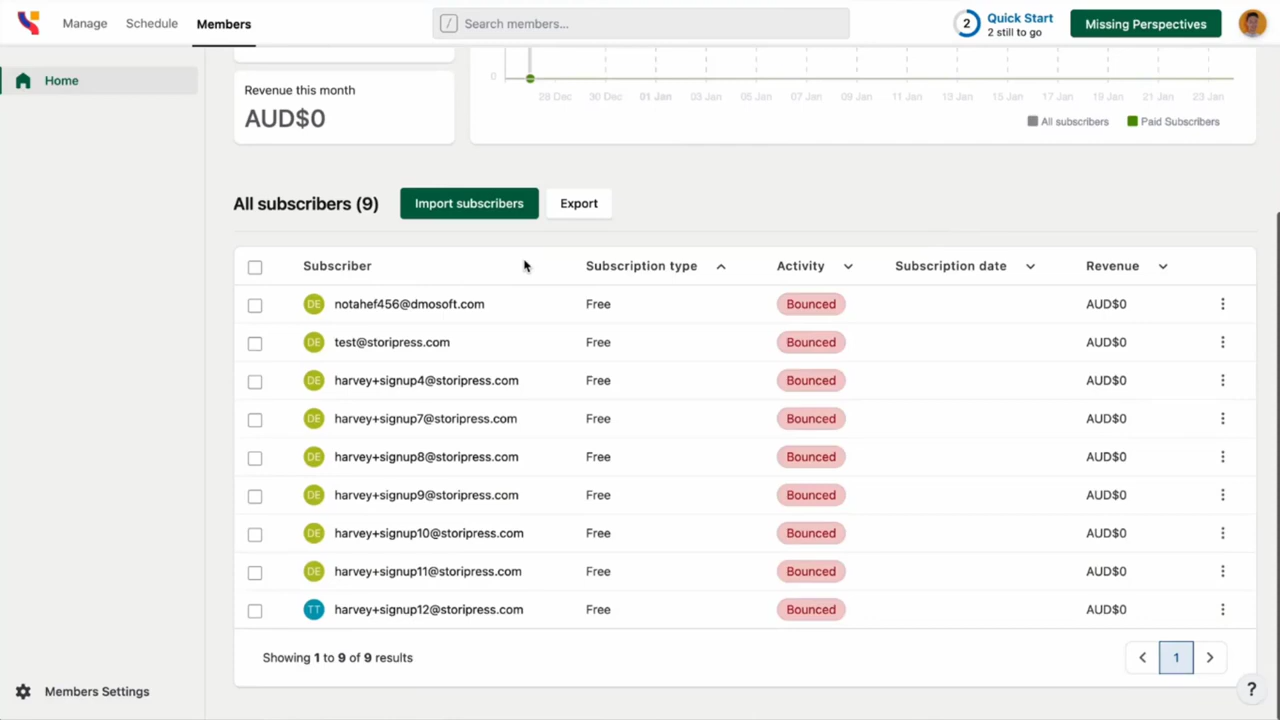 Manage Schedule Members / Search members... 2 Quick Start 2 still to go Missing Perspectives
Home
Revenue this month
AUD$0
0
28 Dec 30 Dec 01 Jan 03 Jan 05 Jan 07 Jan 09 Jan 11 Jan 13 Jan 15 Jan 17 Jan 19 Jan 21 Jan 23 Jan
All subscribers Paid Subscribers
All subscribers (9) Import subscribers Export
Subscriber Subscription type Activity Subscription date Revenue
DE notahef456@dmosoft.com Free Bounced AUD$0
DE test@storipress.com Free Bounced AUD$0
DE harvey+signup4@storipress.com Free Bounced AUD$0
DE harvey+signup7@storipress.com Free Bounced AUD$0
DE harvey+signup8@storipress.com Free Bounced AUD$0
DE harvey+signup9@storipress.com Free Bounced AUD$0
DE harvey+signup10@storipress.com Free Bounced AUD$0
DE harvey+signup11@storipress.com Free Bounced AUD$0
TT harvey+signup12@storipress.com Free Bounced AUD$0
Showing 1 to 9 of 9 results 1
Members Settings ?